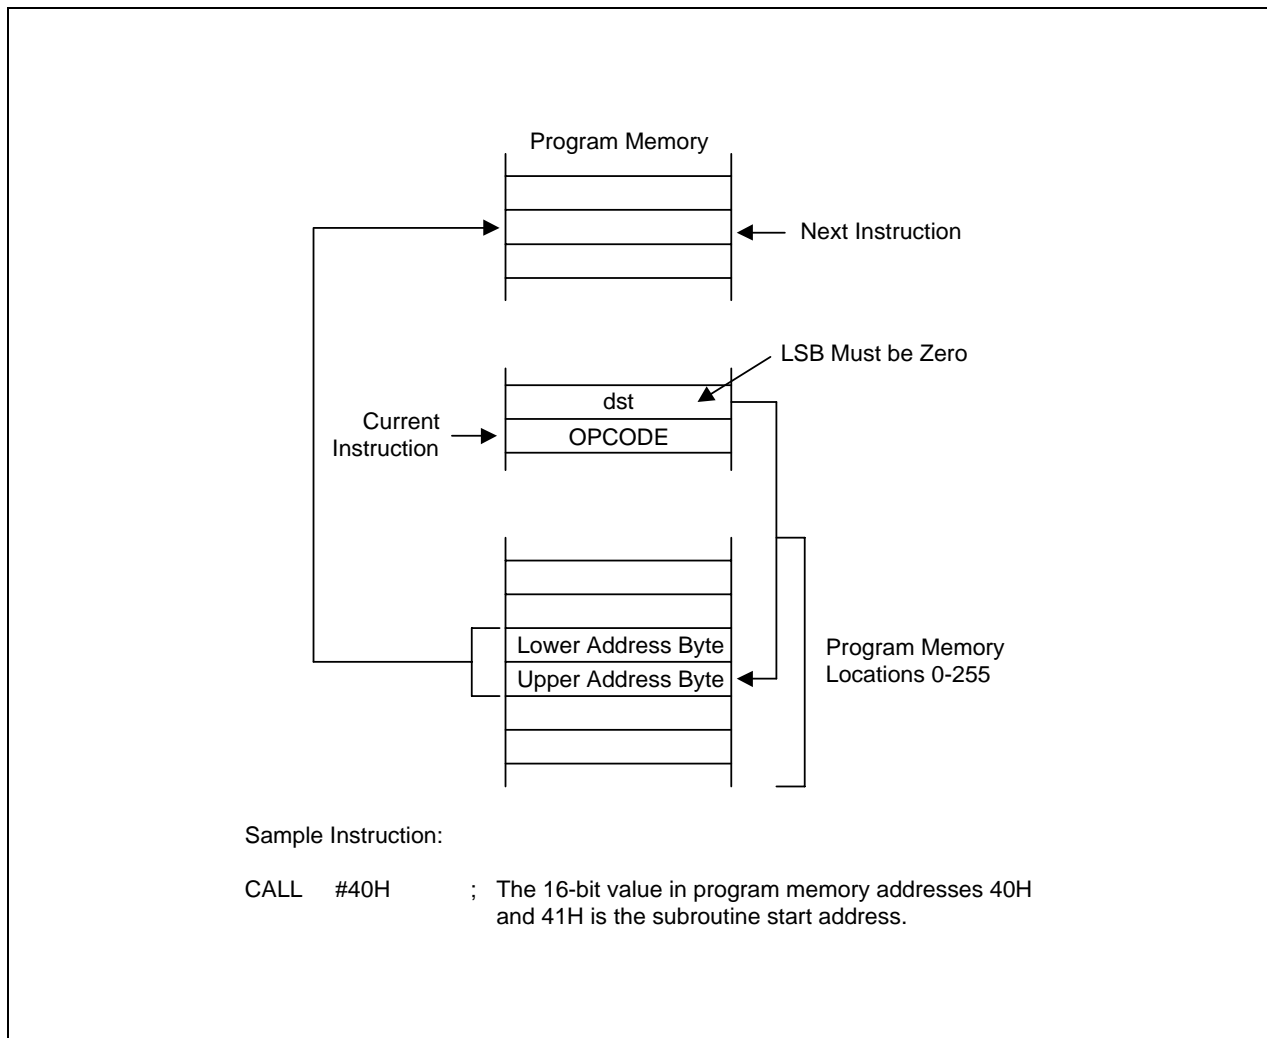 Program Memory
Next Instruction
LSB Must be Zero
dst
Current
Instruction
OPCODE
Lower Address Byte
Upper Address Byte
Program Memory
Locations 0-255
Sample Instruction:
CALL #40H ; The 16-bit value in program memory addresses 40H
and 41H is the subroutine start address.